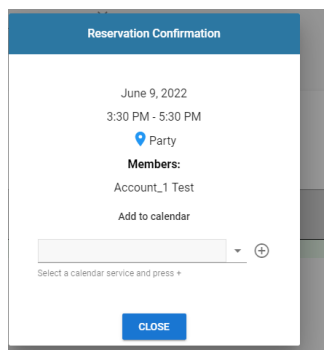 Reservation Confirmation
June 9, 2022
3:30 PM - 5:30 PM
Party
Members:
Account_1 Test
Add to calendar
Select a calendar service and press +
CLOSE